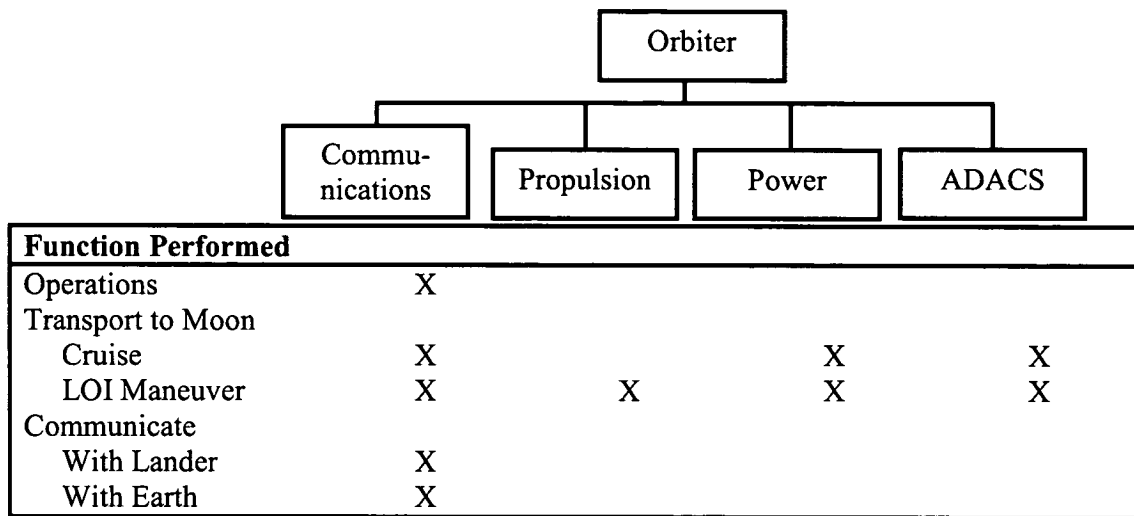 Orbiter
Commu-
nications
Propulsion
Power
ADACS
Function Performed
Operations X
Transport to Moon
Cruise X X X
LOI Maneuver X X X X
Communicate
With Lander X
With Earth X